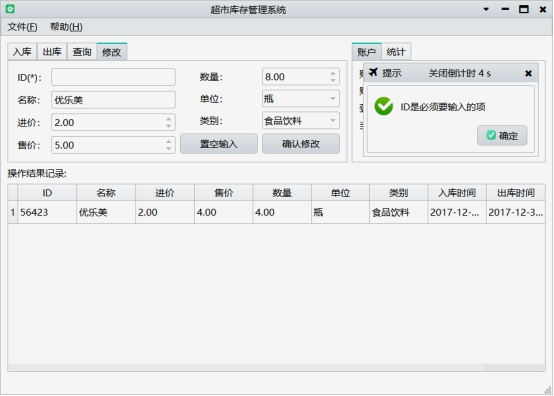 超市库存管理系统
文件(F) 帮助(H)
入库 出库 查询 修改
账户 统计
ID(*):
数量: 8.00
名称: 优乐美
单位: 瓶
进价: 2.00
类别: 食品饮料
售价: 5.00
置空输入 确认修改
提示 关闭倒计时 4 s
ID是必须要输入的项
确定
操作结果记录:
ID 名称 进价 售价 数量 单位 类别 入库时间 出库时间
1 56423 优乐美 2.00 4.00 4.00 瓶 食品饮料 2017-12-... 2017-12-3...